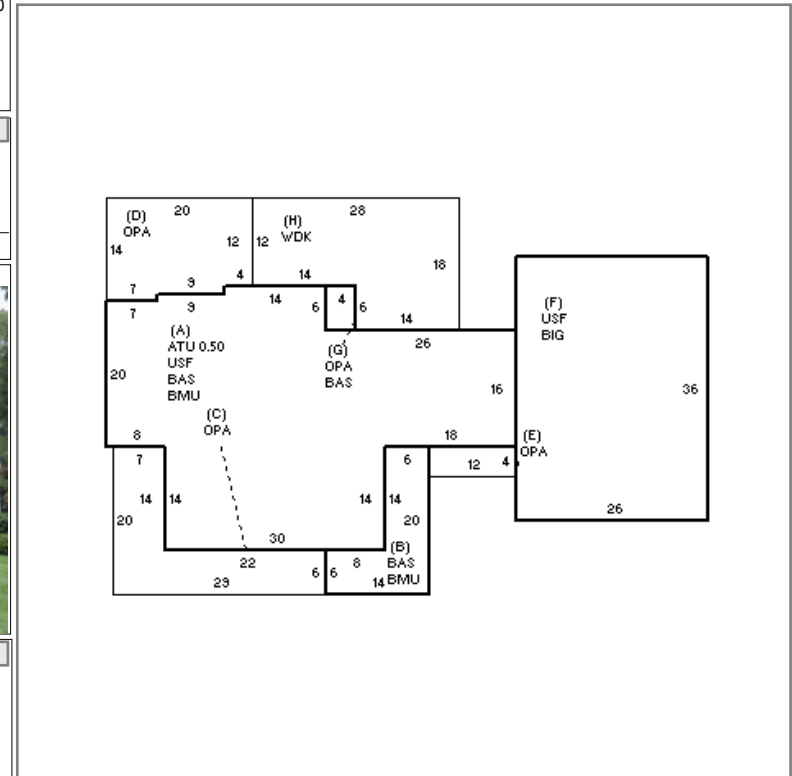 20
28
(D)
OPA
(H)
WDK
14
12
12
18
7
9
4
14
7
9
14
6
4
6
14
26
(A)
ATU 0.50
USF
BAS
BMU
(G)
OPA
BAS
(F)
USF
BIG
20
16
36
(C)
OPA
8
18
(E)
OPA
7
6
12
4
14
14
14
14
20
20
26
30
22
(B)
BAS
BMU
8
29
6
6
14